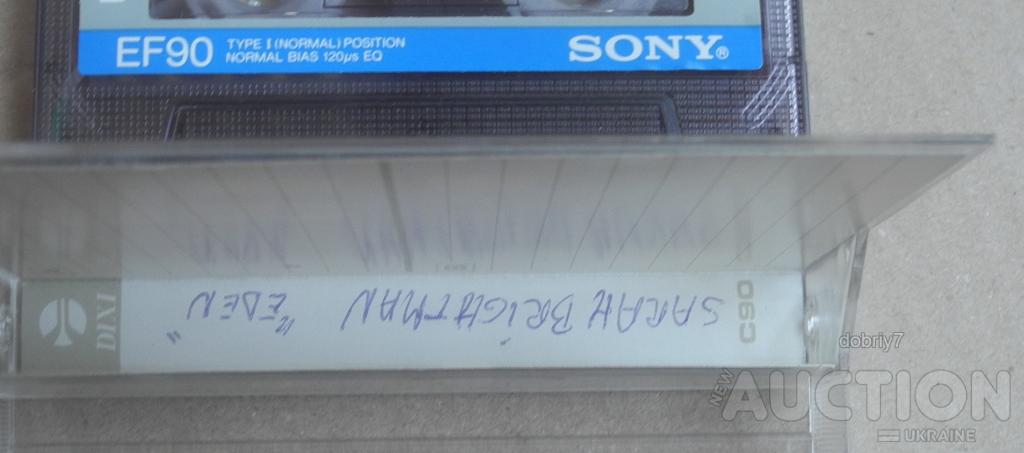 EF90 TYPE I (NORMAL) POSITION
NORMAL BIAS 120µs EQ
SONY®
C90 SARAH BRIGHTMAN "EDEN" DIXI
dobriy7
NEW AUCTION
UKRAINE